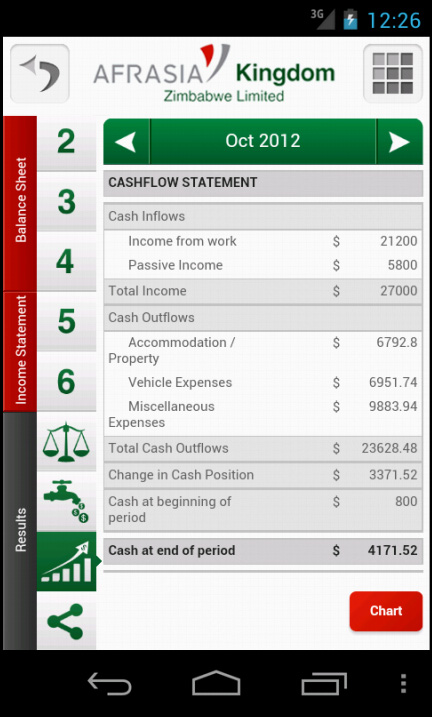 3G
12:26
AFRASIA Kingdom
Zimbabwe Limited
Balance Sheet
Income Statement
Results
2
3
4
5
6
Oct 2012
CASHFLOW STATEMENT
Cash Inflows
Income from work $ 21200
Passive Income $ 5800
Total Income $ 27000
Cash Outflows
Accommodation / $ 6792.8
Property
Vehicle Expenses $ 6951.74
Miscellaneous $ 9883.94
Expenses
Total Cash Outflows $ 23628.48
Change in Cash Position $ 3371.52
Cash at beginning of $ 800
period
Cash at end of period $ 4171.52
Chart